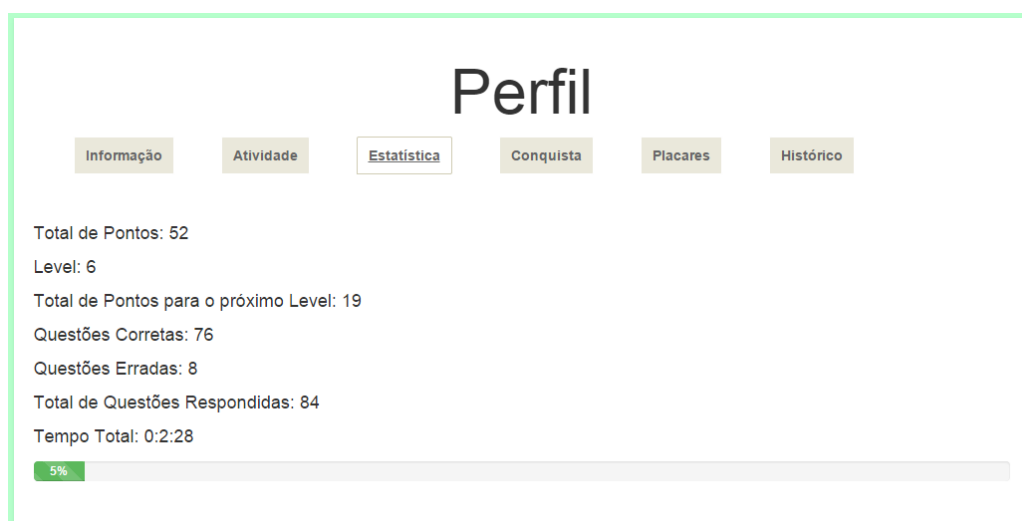 Perfil
Informação Atividade Estatística Conquista Placares Histórico
Total de Pontos: 52
Level: 6
Total de Pontos para o próximo Level: 19
Questões Corretas: 76
Questões Erradas: 8
Total de Questões Respondidas: 84
Tempo Total: 0:2:28
5%